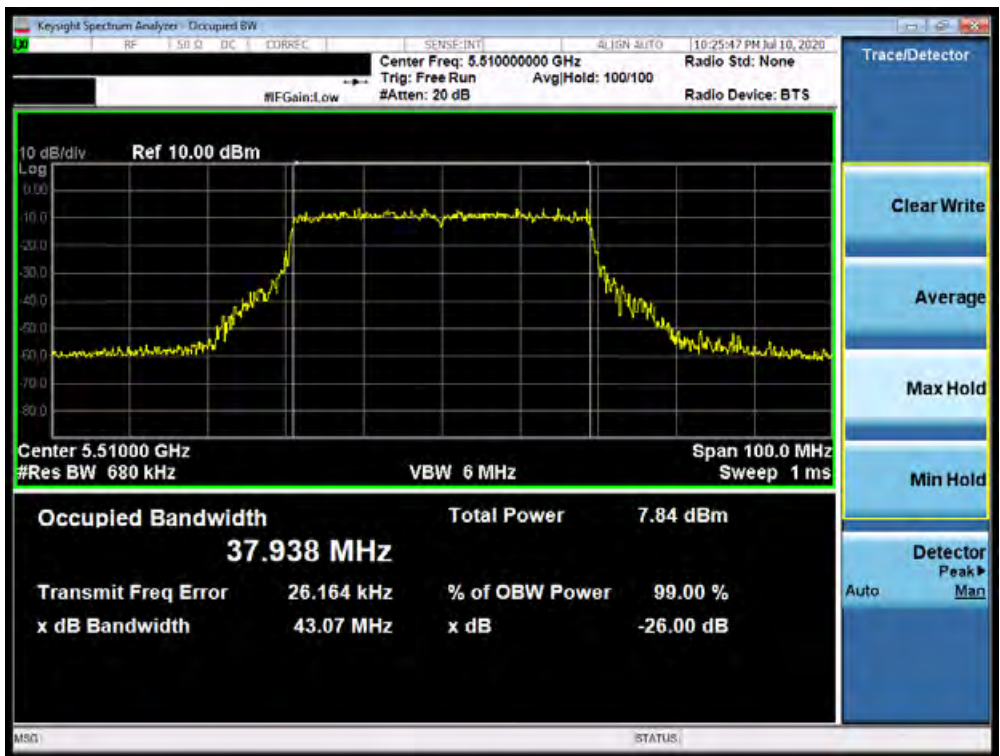 Keysight Spectrum Analyzer - Occupied BW
LXI RF 50 Ω DC CORREC SENSE:INT ALIGN AUTO 10:25:47 PM Jul 10, 2020
Center Freq: 5.510000000 GHz Radio Std: None
Trig: Free Run Avg|Hold: 100/100
#IFGain:Low #Atten: 20 dB Radio Device: BTS
10 dB/div Ref 10.00 dBm
Log
0.00
-10.0
-20.0
-30.0
-40.0
-50.0
-60.0
-70.0
-80.0
Center 5.51000 GHz Span 100.0 MHz
#Res BW 680 kHz VBW 6 MHz Sweep 1 ms
Occupied Bandwidth Total Power 7.84 dBm
37.938 MHz
Transmit Freq Error 26.164 kHz % of OBW Power 99.00 %
x dB Bandwidth 43.07 MHz x dB -26.00 dB
MSG STATUS
Trace/Detector
Clear Write
Average
Max Hold
Min Hold
Detector
Peak▶
Auto Man